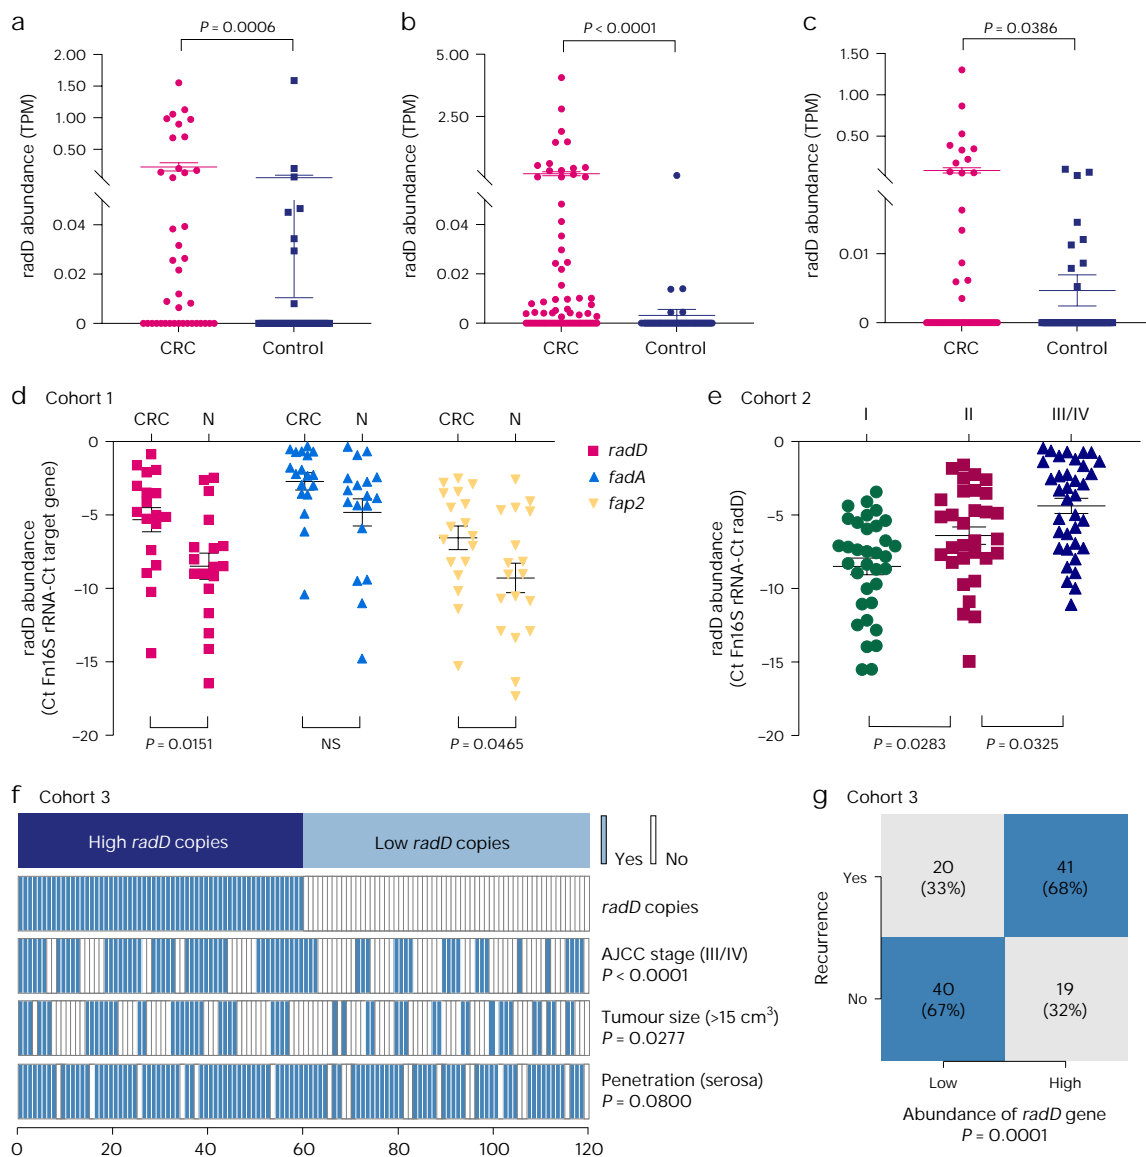 a
P = 0.0006
radD abundance (TPM)
2.00
1.50
1.00
0.50
0.04
0.02
0
CRC
Control
b
P < 0.0001
radD abundance (TPM)
5.00
2.50
0.04
0.02
0
CRC
Control
c
P = 0.0386
radD abundance (TPM)
1.50
1.00
0.50
0.01
0
CRC
Control
d
Cohort 1
CRC
N
CRC
N
CRC
N
radD abundance
(Ct Fn16S rRNA-Ct target gene)
0
−5
−10
−15
−20
P = 0.0151
NS
P = 0.0465
radD
fadA
fap2
e
Cohort 2
I
II
III/IV
radD abundance
(Ct Fn16S rRNA-Ct radD)
0
−5
−10
−15
−20
P = 0.0283
P = 0.0325
f
Cohort 3
High radD copies
Low radD copies
Yes
No
radD copies
AJCC stage (III/IV)
P < 0.0001
Tumour size (>15 cm³)
P = 0.0277
Penetration (serosa)
P = 0.0800
0
20
40
60
80
100
120
g
Cohort 3
Recurrence
Yes
No
20
(33%)
41
(68%)
40
(67%)
19
(32%)
Low
High
Abundance of radD gene
P = 0.0001